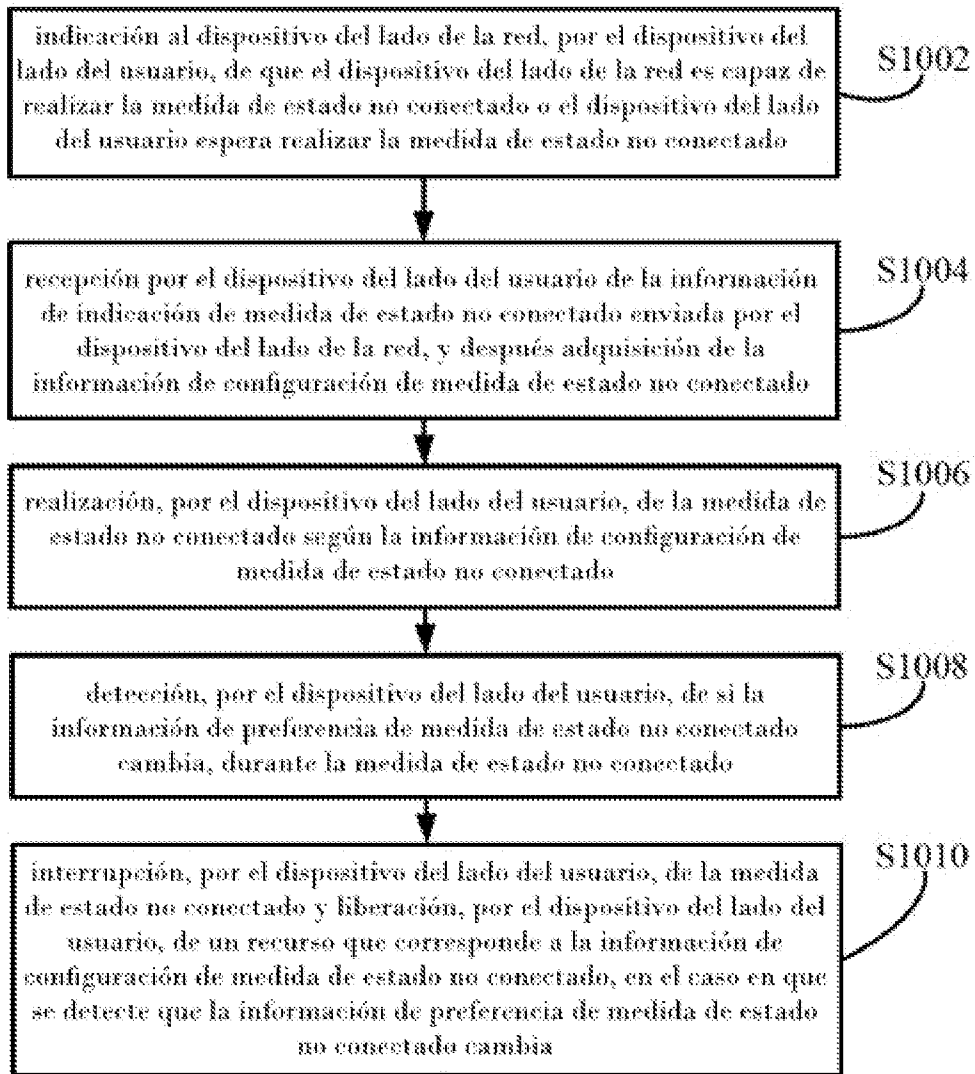 indicación al dispositivo del lado de la red, por el dispositivo del
lado del usuario, de que el dispositivo del lado de la red es capaz de
realizar la medida de estado no conectado o el dispositivo del lado
del usuario espera realizar la medida de estado no conectado
S1002
recepción por el dispositivo del lado del usuario de la información
de indicación de medida de estado no conectado enviada por el
dispositivo del lado de la red, y después adquisición de la
información de configuración de medida de estado no conectado
S1004
realización, por el dispositivo del lado del usuario, de la medida de
estado no conectado según la información de configuración de
medida de estado no conectado
S1006
detección, por el dispositivo del lado del usuario, de si la
información de preferencia de medida de estado no conectado
cambia, durante la medida de estado no conectado
S1008
interrupción, por el dispositivo del lado del usuario, de la medida
de estado no conectado y liberación, por el dispositivo del lado del
usuario, de un recurso que corresponde a la información de
configuración de medida de estado no conectado, en el caso en que
se detecte que la información de preferencia de medida de estado
no conectado cambia
S1010